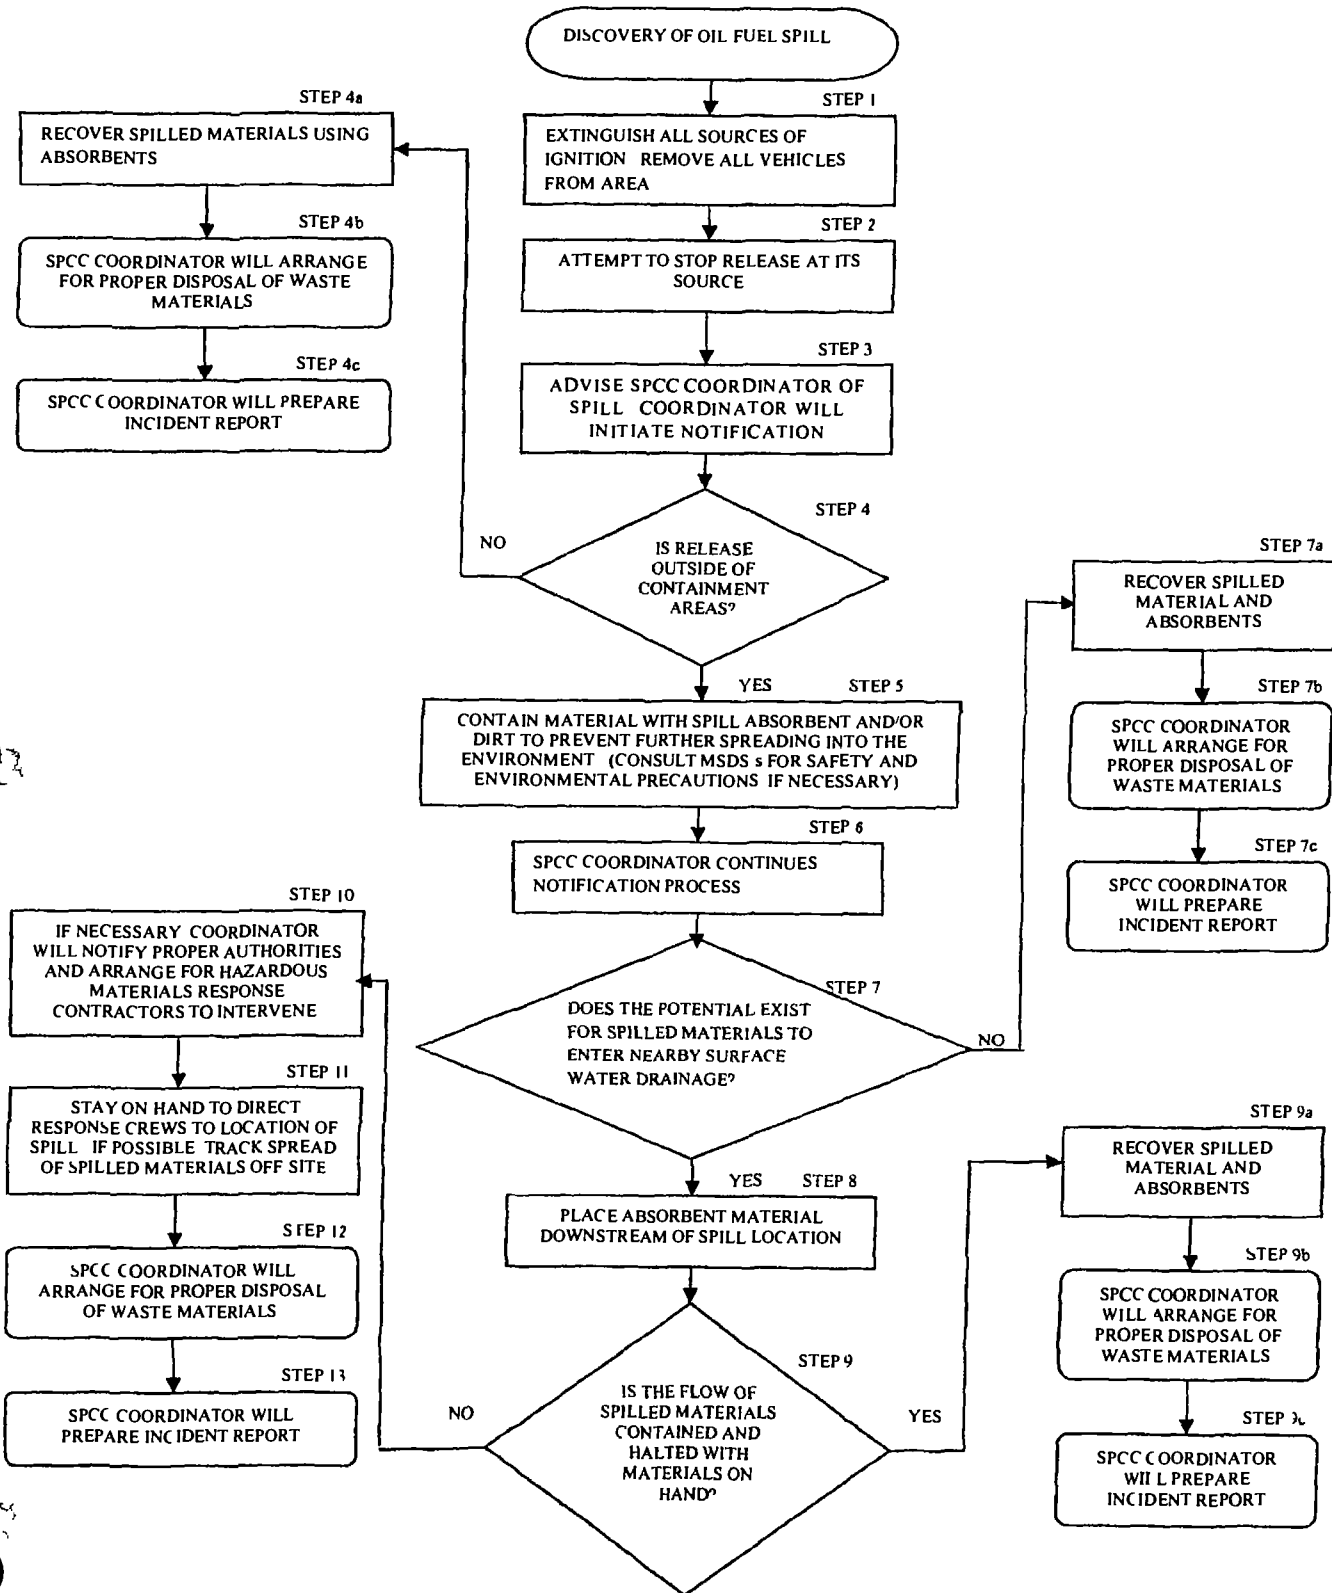 DISCOVERY OF OIL FUEL SPILL
STEP 1
EXTINGUISH ALL SOURCES OF
IGNITION REMOVE ALL VEHICLES
FROM AREA
STEP 2
ATTEMPT TO STOP RELEASE AT ITS
SOURCE
STEP 3
ADVISE SPCC COORDINATOR OF
SPILL COORDINATOR WILL
INITIATE NOTIFICATION
STEP 4
IS RELEASE
OUTSIDE OF
CONTAINMENT
AREAS?
NO
STEP 4a
RECOVER SPILLED MATERIALS USING
ABSORBENTS
STEP 4b
SPCC COORDINATOR WILL ARRANGE
FOR PROPER DISPOSAL OF WASTE
MATERIALS
STEP 4c
SPCC COORDINATOR WILL PREPARE
INCIDENT REPORT
YES
STEP 5
CONTAIN MATERIAL WITH SPILL ABSORBENT AND/OR
DIRT TO PREVENT FURTHER SPREADING INTO THE
ENVIRONMENT (CONSULT MSDS s FOR SAFETY AND
ENVIRONMENTAL PRECAUTIONS IF NECESSARY)
STEP 6
SPCC COORDINATOR CONTINUES
NOTIFICATION PROCESS
STEP 7
DOES THE POTENTIAL EXIST
FOR SPILLED MATERIALS TO
ENTER NEARBY SURFACE
WATER DRAINAGE?
NO
STEP 7a
RECOVER SPILLED
MATERIAL AND
ABSORBENTS
STEP 7b
SPCC COORDINATOR
WILL ARRANGE FOR
PROPER DISPOSAL OF
WASTE MATERIALS
STEP 7c
SPCC COORDINATOR
WILL PREPARE
INCIDENT REPORT
YES
STEP 8
PLACE ABSORBENT MATERIAL
DOWNSTREAM OF SPILL LOCATION
STEP 9
IS THE FLOW OF
SPILLED MATERIALS
CONTAINED AND
HALTED WITH
MATERIALS ON
HAND?
YES
STEP 9a
RECOVER SPILLED
MATERIAL AND
ABSORBENTS
STEP 9b
SPCC COORDINATOR
WILL ARRANGE FOR
PROPER DISPOSAL OF
WASTE MATERIALS
STEP 9c
SPCC COORDINATOR
WILL PREPARE
INCIDENT REPORT
NO
STEP 10
IF NECESSARY COORDINATOR
WILL NOTIFY PROPER AUTHORITIES
AND ARRANGE FOR HAZARDOUS
MATERIALS RESPONSE
CONTRACTORS TO INTERVENE
STEP 11
STAY ON HAND TO DIRECT
RESPONSE CREWS TO LOCATION OF
SPILL IF POSSIBLE TRACK SPREAD
OF SPILLED MATERIALS OFF SITE
STEP 12
SPCC COORDINATOR WILL
ARRANGE FOR PROPER DISPOSAL
OF WASTE MATERIALS
STEP 13
SPCC COORDINATOR WILL
PREPARE INCIDENT REPORT